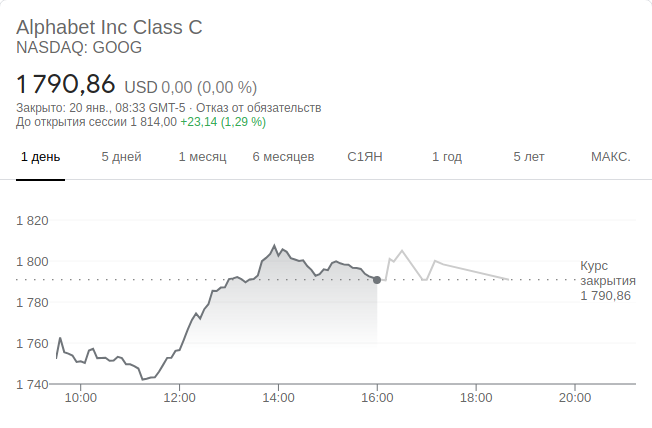 Alphabet Inc Class C
NASDAQ: GOOG
1 790,86 USD 0,00 (0,00 %)
Закрыто: 20 янв., 08:33 GMT-5 · Отказ от обязательств
До открытия сессии 1 814,00 +23,14 (1,29 %)
1 день 5 дней 1 месяц 6 месяцев С1ЯН 1 год 5 лет МАКС.
1 820
1 800
Курс
закрытия
1 790,86
1 780
1 760
1 740
10:00 12:00 14:00 16:00 18:00 20:00